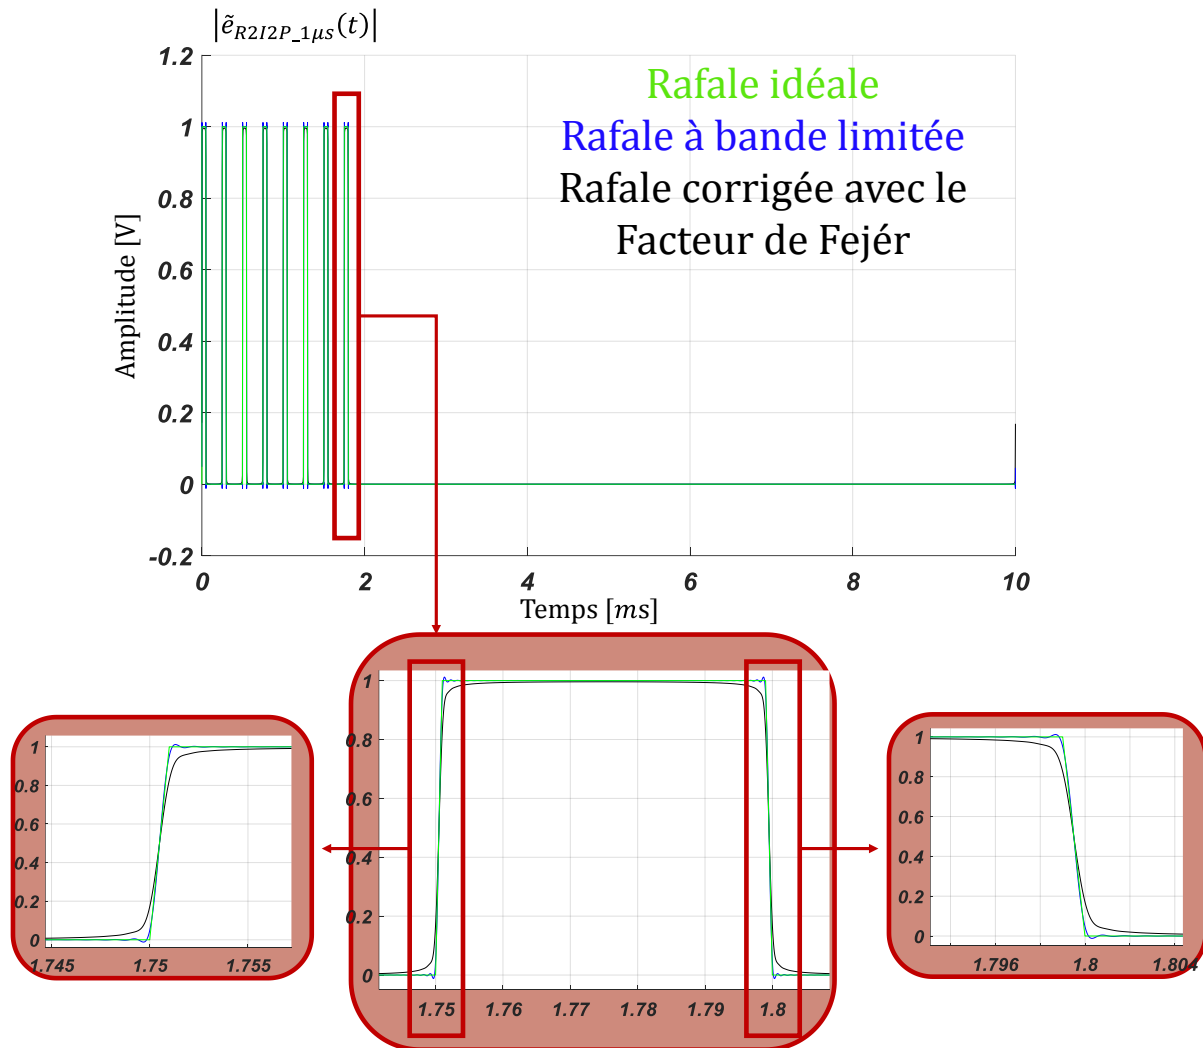 |ẽ_{R2I2P_1μs}(t)|
1.2
1
0.8
0.6
0.4
0.2
0
-0.2
Amplitude [V]
Rafale idéale
Rafale à bande limitée
Rafale corrigée avec le
Facteur de Fejér
0 2 4 6 8 10
Temps [ms]
1
0.8
0.6
0.4
0.2
0
1.745 1.75 1.755
1
0.8
0.6
0.4
0.2
0
1.75 1.76 1.77 1.78 1.79 1.8
1
0.8
0.6
0.4
0.2
0
1.796 1.8 1.804